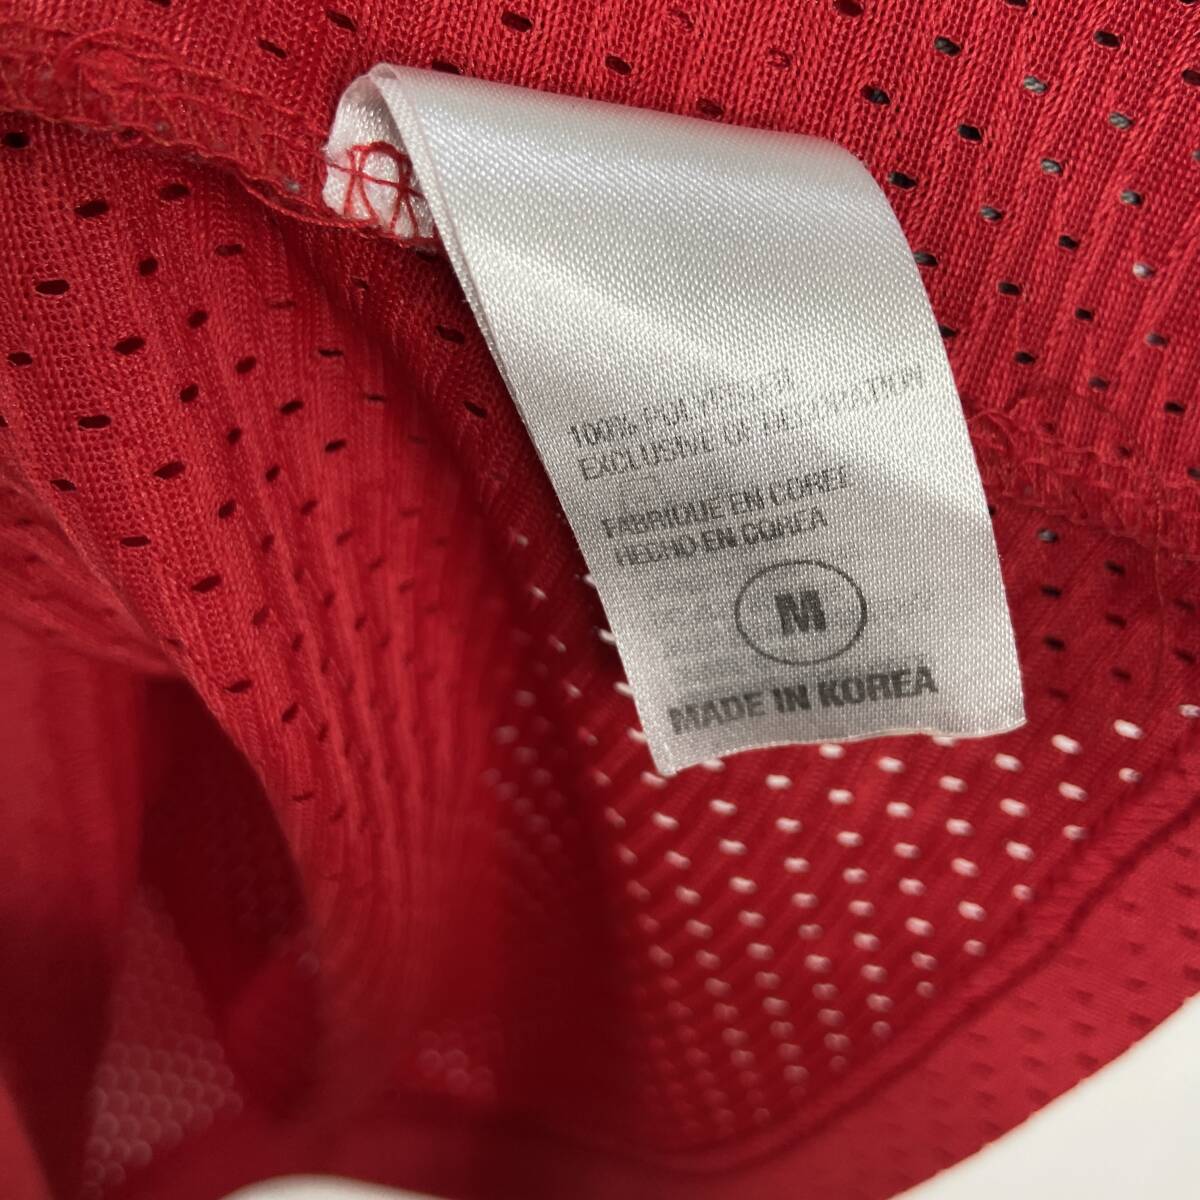 100% POLYESTER
EXCLUSIVE OF DECORATION
FABRIQUE EN COREE
HECHO EN COREA
M
MADE IN KOREA